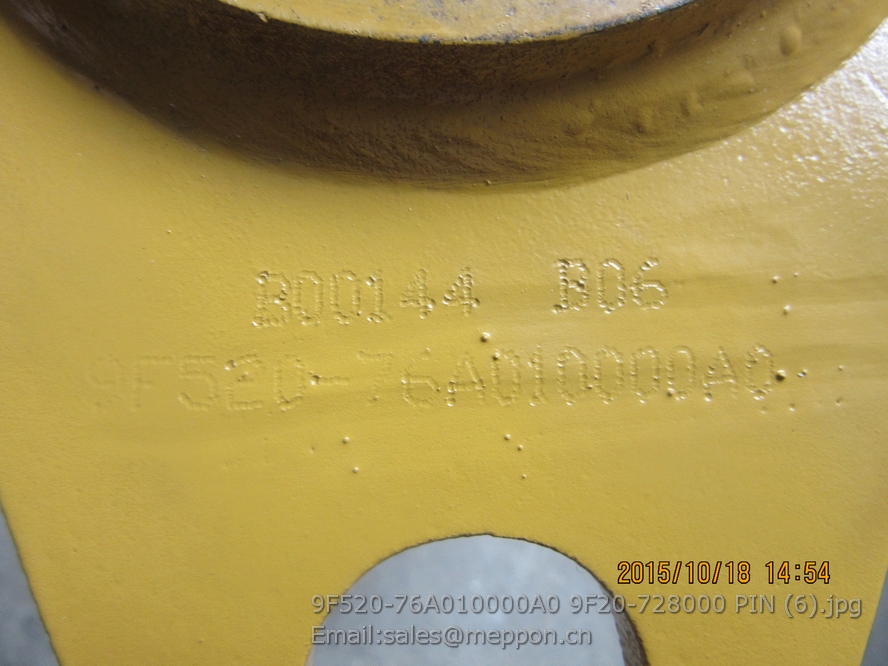 B00144 B06
9F520-76A010000A0
2015/10/18 14:54
9F520-76A010000A0 9F20-728000 PIN (6).jpg
Email:sales@meppon.cn